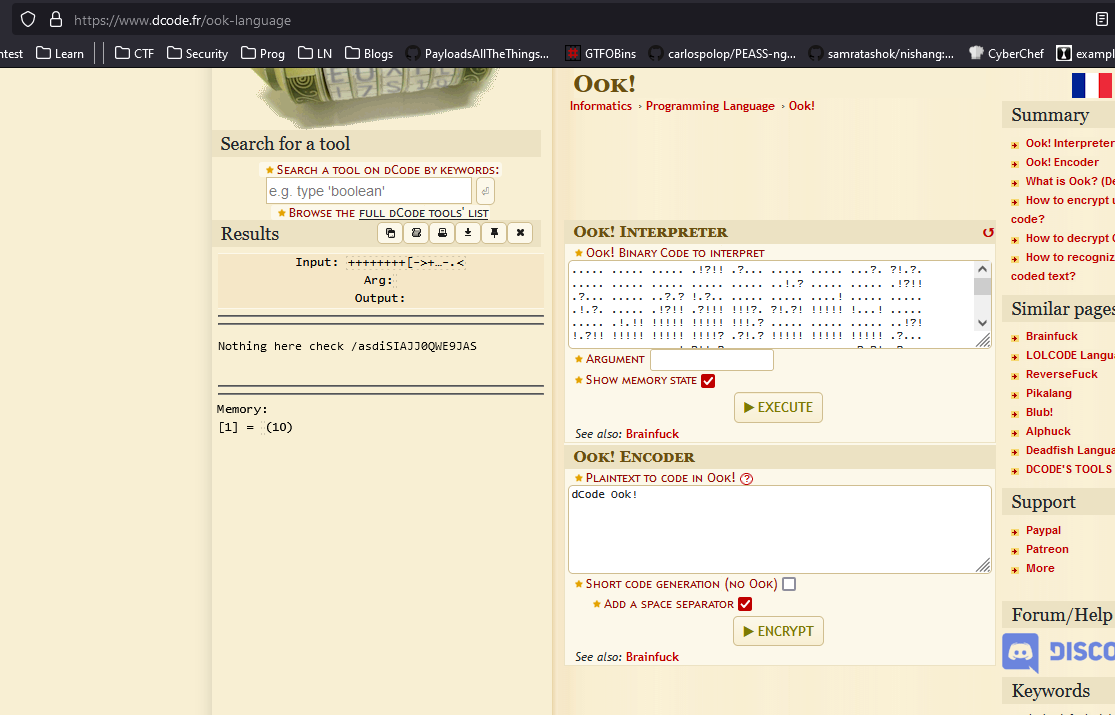 https://www.dcode.fr/ook-language
ntest Learn CTF Security Prog LN Blogs PayloadsAllTheThings... GTFOBins carlospolop/PEASS-ng... samratashok/nishang:... CyberChef exampl
Search for a tool
★ Search a tool on dCode by keywords:
e.g. type 'boolean'
★ Browse the full dCode tools' list
Results
Input: ++++++++[->+…-.<
Arg:
Output:
Nothing here check /asdiSIAJJ0QWE9JAS
Memory:
[1] = (10)
Ook!
Informatics › Programming Language › Ook!
Ook! Interpreter
★ Ook! Binary Code to interpret
..... ..... ..... .!?!! .?... ..... ..... ...?. ?!.?.
..... ..... ..... ..... ..... ..!.? ..... ..... .!?!!
.?... ..... ..?.? !.?.. ..... ..... ....! ..... .....
.!.?. ..... .!?!! .?!!! !!!?. ?!.?! !!!!! !...! .....
..... .!.!! !!!!! !!!!! !!!.? ..... ..... ..... ..!?!
!.?!! !!!!! !!!!! !!!!? .?!.? !!!!! !!!!! !!!!! .?...
★ Argument
★ Show memory state
▶ EXECUTE
See also: Brainfuck
Ook! Encoder
★ Plaintext to code in Ook! ?
dCode Ook!
★ Short code generation (no Ook)
★ Add a space separator
▶ ENCRYPT
See also: Brainfuck
Summary
Ook! Interpreter
Ook! Encoder
What is Ook? (De
How to encrypt u
code?
How to decrypt O
How to recogniz
coded text?
Similar pages
Brainfuck
LOLCODE Langu
ReverseFuck
Pikalang
Blub!
Alphuck
Deadfish Langua
DCODE'S TOOLS
Support
Paypal
Patreon
More
Forum/Help
DISCO
Keywords